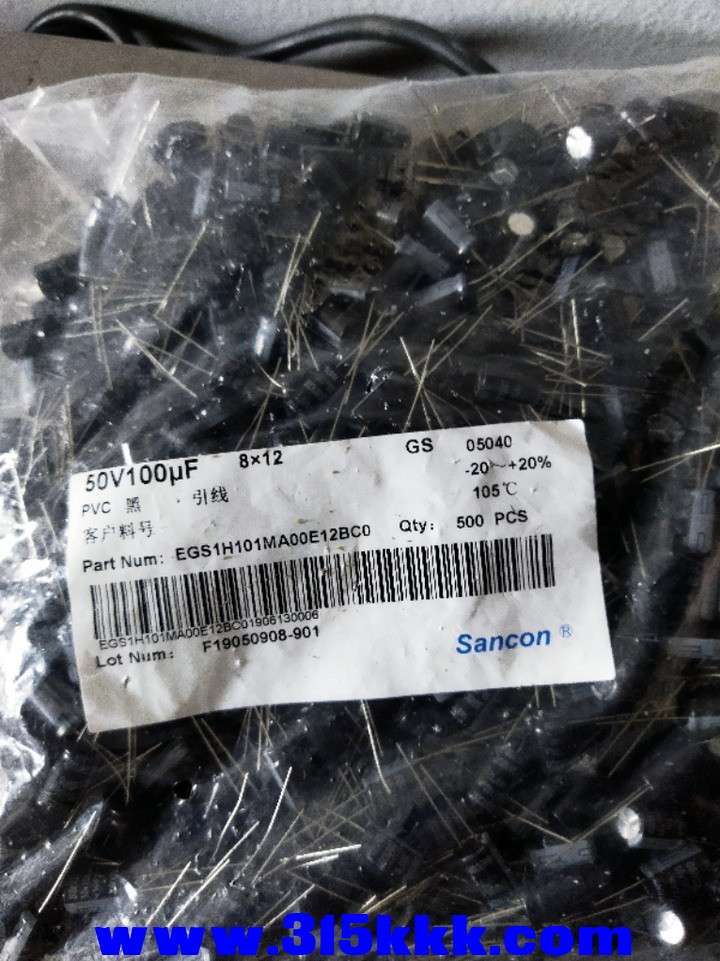 50V100μF 8×12 GS 05040
PVC 黑 引线 -20~+20%
105℃
客户料号
Part Num: EGS1H101MA00E12BC0 Qty: 500 PCS
EGS1H101MA00E12BC01906130006
Lot Num: F19050908-901
Sancon ®
www.315kkk.com